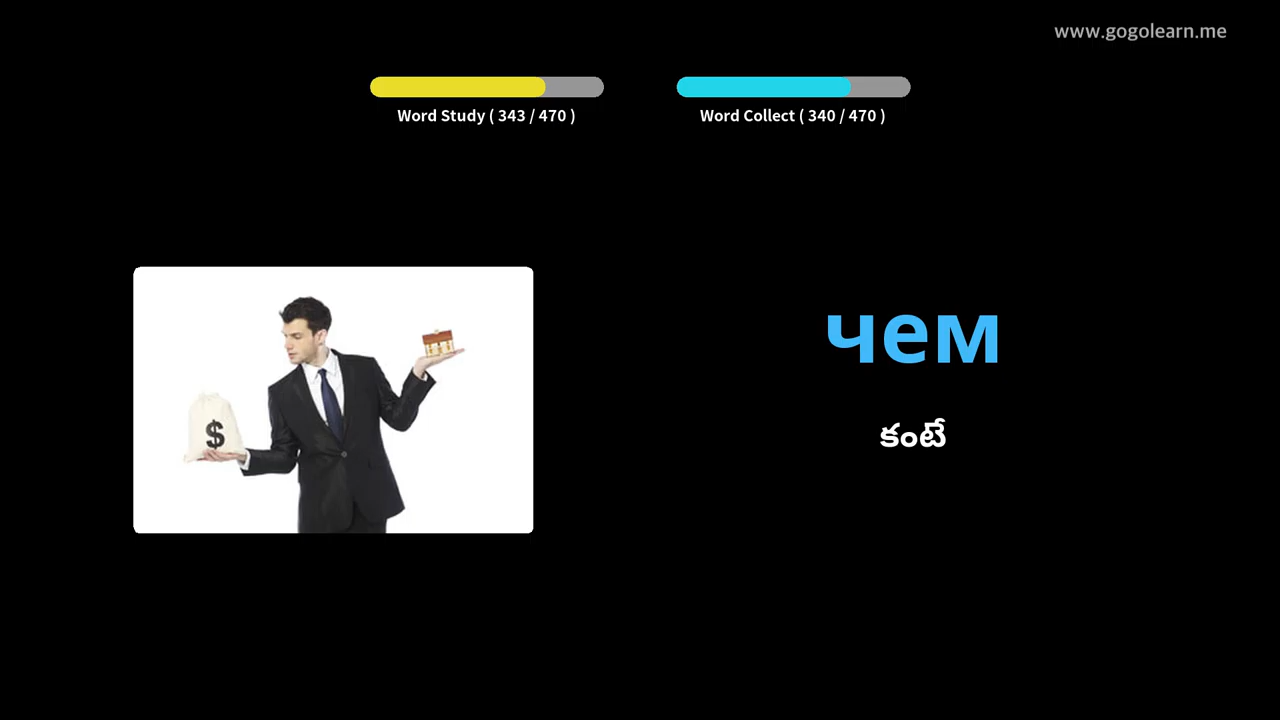 www.gogolearn.me
Word Study ( 343 / 470 )
Word Collect ( 340 / 470 )
$
чем
కంటే